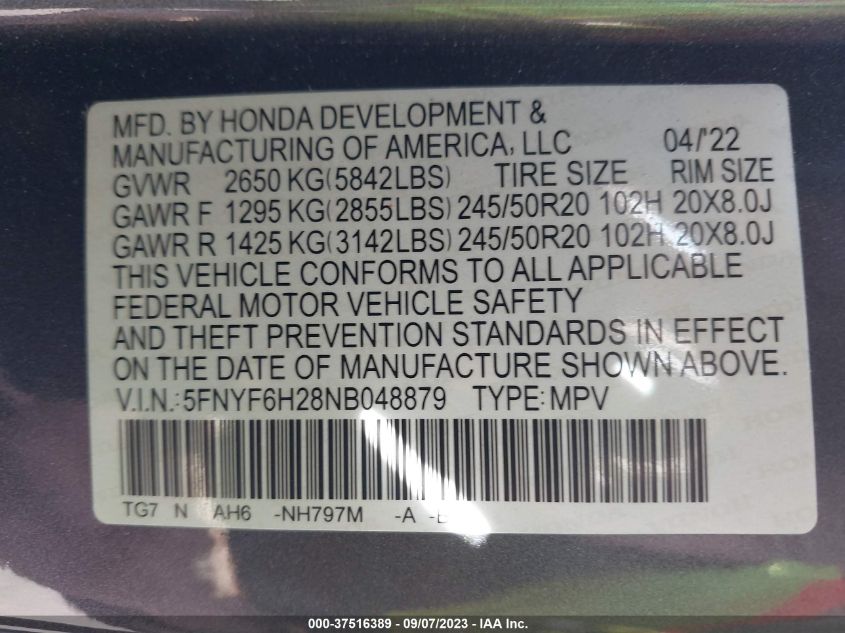 MFD. BY HONDA DEVELOPMENT &
MANUFACTURING OF AMERICA, LLC 04/'22
GVWR 2650 KG(5842LBS) TIRE SIZE RIM SIZE
GAWR F 1295 KG(2855LBS) 245/50R20 102H 20X8.0J
GAWR R 1425 KG(3142LBS) 245/50R20 102H 20X8.0J
THIS VEHICLE CONFORMS TO ALL APPLICABLE
FEDERAL MOTOR VEHICLE SAFETY
AND THEFT PREVENTION STANDARDS IN EFFECT
ON THE DATE OF MANUFACTURE SHOWN ABOVE.
V.I.N.: 5FNYF6H28NB048879 TYPE: MPV
TG7 N AH6 -NH797M -A -B
000-37516389 - 09/07/2023 - IAA Inc.